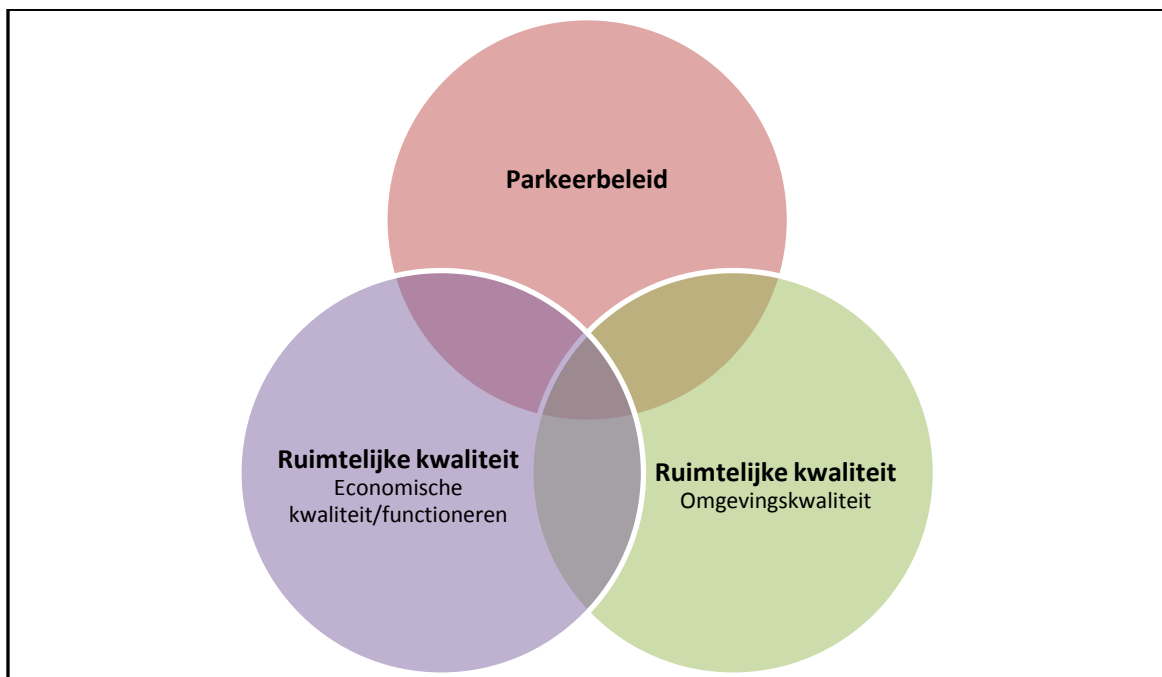 Parkeerbeleid
Ruimtelijke kwaliteit
Economische
kwaliteit/functioneren
Ruimtelijke kwaliteit
Omgevingskwaliteit